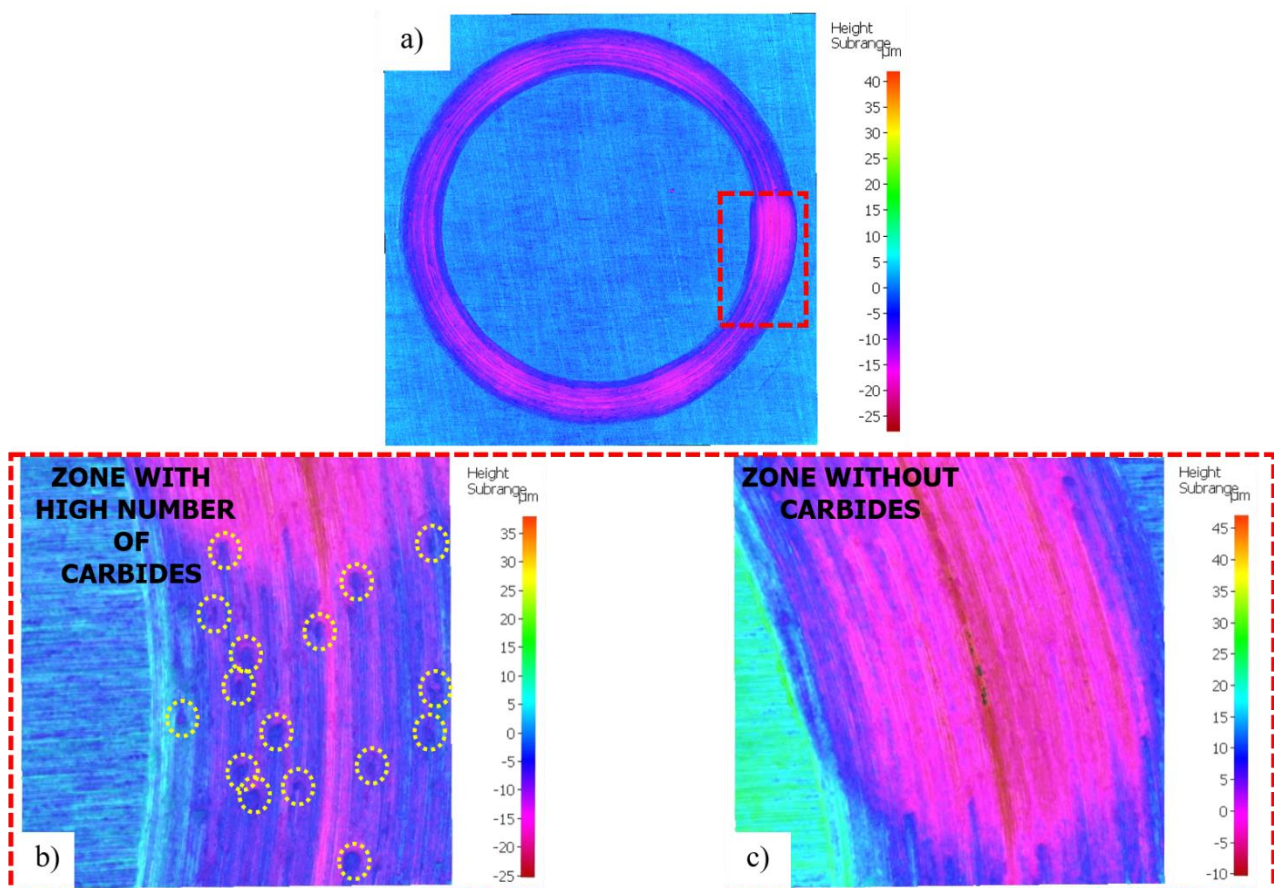 a)
Height
Subrange
µm
40
35
30
25
20
15
10
5
0
-5
-10
-15
-20
-25
ZONE WITH
HIGH NUMBER
OF
CARBIDES
b)
Height
Subrange
µm
35
30
25
20
15
10
5
0
-5
-10
-15
-20
-25
ZONE WITHOUT
CARBIDES
c)
Height
Subrange
µm
45
40
35
30
25
20
15
10
5
0
-5
-10